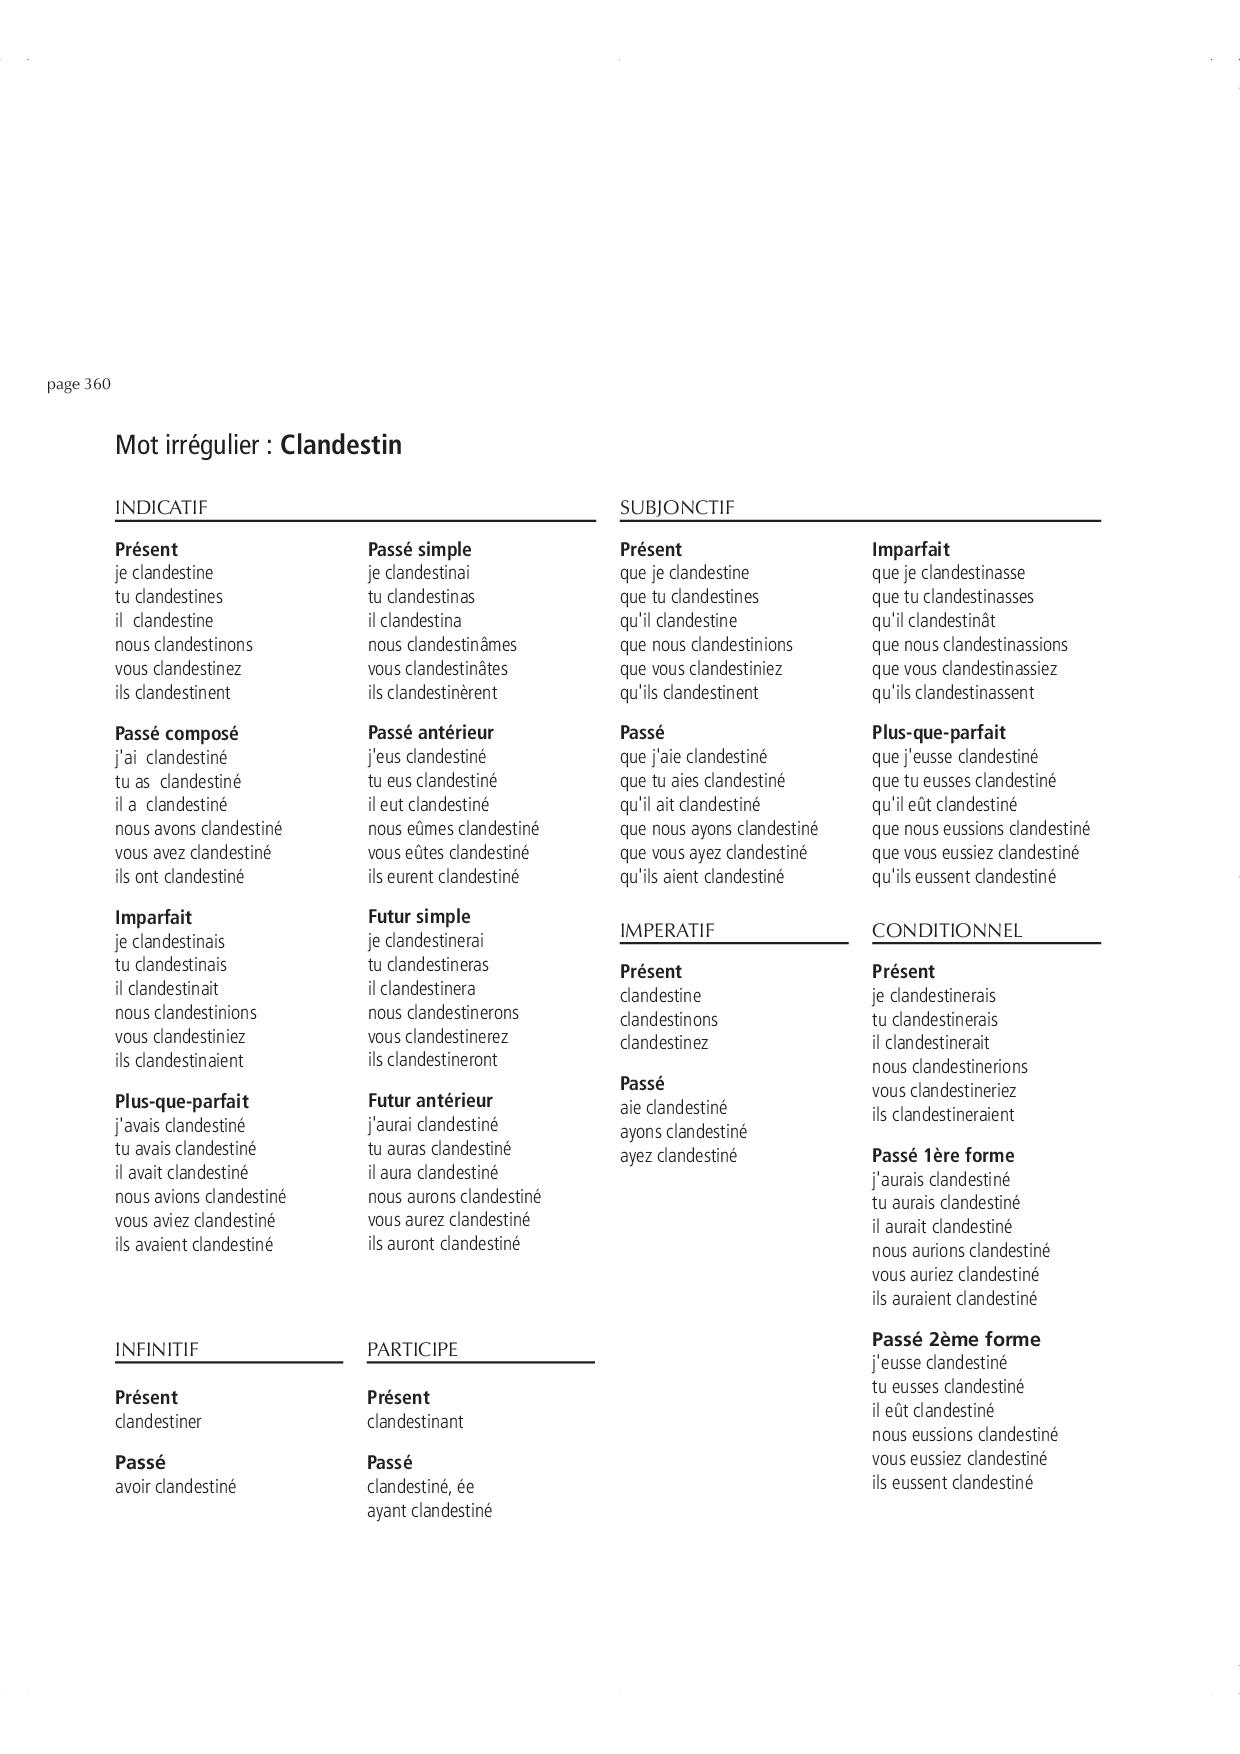 page 360
Mot irrégulier : Clandestin
INDICATIF
Présent
je clandestine
tu clandestines
il  clandestine
nous clandestinons
vous clandestinez
ils clandestinent
Passé composé
j'ai  clandestiné
tu as  clandestiné
il a  clandestiné
nous avons clandestiné
vous avez clandestiné
ils ont clandestiné
Imparfait
je clandestinais
tu clandestinais
il clandestinait
nous clandestinions
vous clandestiniez
ils clandestinaient
Plus-que-parfait
j'avais clandestiné
tu avais clandestiné
il avait clandestiné
nous avions clandestiné
vous aviez clandestiné
ils avaient clandestiné
Passé simple
je clandestinai
tu clandestinas
il clandestina
nous clandestinâmes
vous clandestinâtes
ils clandestinèrent
Passé antérieur
j'eus clandestiné
tu eus clandestiné
il eut clandestiné
nous eûmes clandestiné
vous eûtes clandestiné
ils eurent clandestiné
Futur simple
je clandestinerai
tu clandestineras
il clandestinera
nous clandestinerons
vous clandestinerez
ils clandestineront
Futur antérieur
j'aurai clandestiné
tu auras clandestiné
il aura clandestiné
nous aurons clandestiné
vous aurez clandestiné
ils auront clandestiné
SUBJONCTIF
Présent
que je clandestine
que tu clandestines
qu'il clandestine
que nous clandestinions
que vous clandestiniez
qu'ils clandestinent
Passé
que j'aie clandestiné
que tu aies clandestiné
qu'il ait clandestiné
que nous ayons clandestiné
que vous ayez clandestiné
qu'ils aient clandestiné
Imparfait
que je clandestinasse
que tu clandestinasses
qu'il clandestinât
que nous clandestinassions
que vous clandestinassiez
qu'ils clandestinassent
Plus-que-parfait
que j'eusse clandestiné
que tu eusses clandestiné
qu'il eût clandestiné
que nous eussions clandestiné
que vous eussiez clandestiné
qu'ils eussent clandestiné
IMPERATIF
Présent
clandestine
clandestinons
clandestinez
Passé
aie clandestiné
ayons clandestiné
ayez clandestiné
CONDITIONNEL
Présent
je clandestinerais
tu clandestinerais
il clandestinerait
nous clandestinerions
vous clandestineriez
ils clandestineraient
Passé 1ère forme
j'aurais clandestiné
tu aurais clandestiné
il aurait clandestiné
nous aurions clandestiné
vous auriez clandestiné
ils auraient clandestiné
Passé 2ème forme
j'eusse clandestiné
tu eusses clandestiné
il eût clandestiné
nous eussions clandestiné
vous eussiez clandestiné
ils eussent clandestiné
INFINITIF
Présent
clandestiner
Passé
avoir clandestiné
PARTICIPE
Présent
clandestinant
Passé
clandestiné, ée
ayant clandestiné